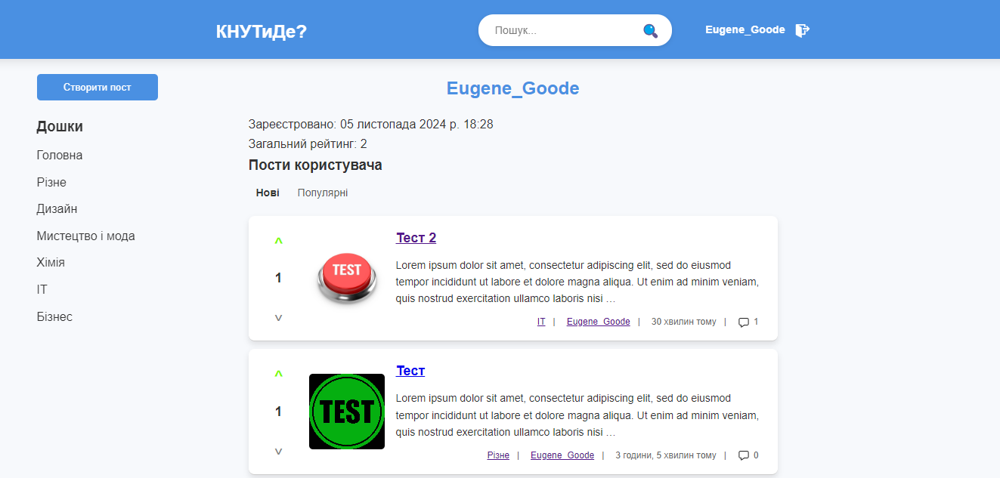 КНУТиДе?
Пошук...
Eugene_Goode
Створити пост
Дошки
Головна
Різне
Дизайн
Мистецтво і мода
Хімія
IT
Бізнес
Eugene_Goode
Зареєстровано: 05 листопада 2024 р. 18:28
Загальний рейтинг: 2
Пости користувача
Нові Популярні
Тест 2
TEST
1
Lorem ipsum dolor sit amet, consectetur adipiscing elit, sed do eiusmod
tempor incididunt ut labore et dolore magna aliqua. Ut enim ad minim veniam,
quis nostrud exercitation ullamco laboris nisi …
IT | Eugene_Goode | 30 хвилин тому | 1
Тест
TEST
1
Lorem ipsum dolor sit amet, consectetur adipiscing elit, sed do eiusmod
tempor incididunt ut labore et dolore magna aliqua. Ut enim ad minim veniam,
quis nostrud exercitation ullamco laboris nisi …
Різне | Eugene_Goode | 3 години, 5 хвилин тому | 0